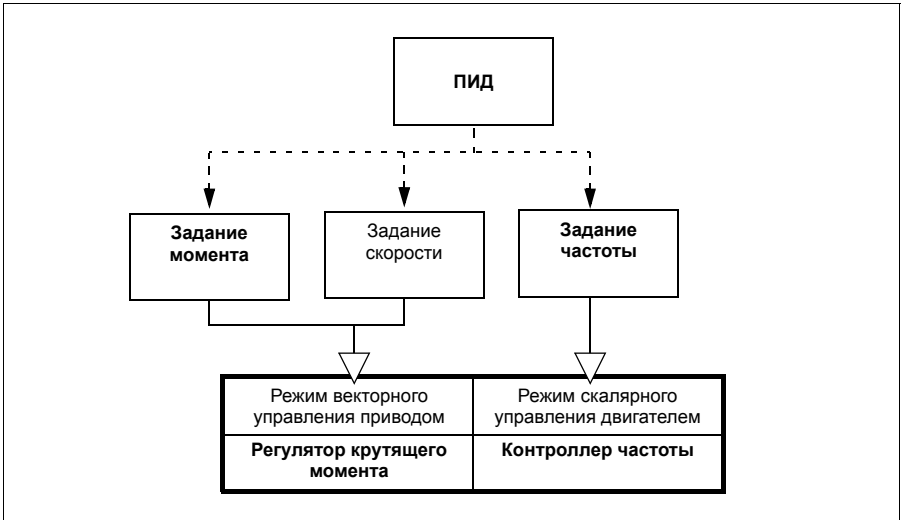 ПИД
Задание
момента
Задание
скорости
Задание
частоты
Режим векторного
управления приводом
Режим скалярного
управления двигателем
Регулятор крутящего
момента
Контроллер частоты